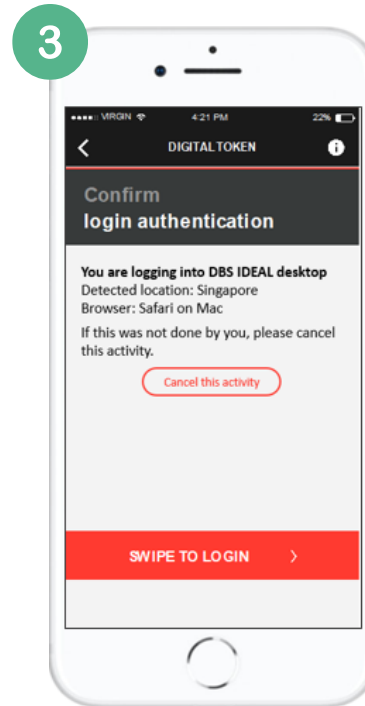 3
VIRGIN 4:21 PM 22%
DIGITAL TOKEN
Confirm
login authentication
You are logging into DBS IDEAL desktop
Detected location: Singapore
Browser: Safari on Mac
If this was not done by you, please cancel
this activity.
Cancel this activity
SWIPE TO LOGIN